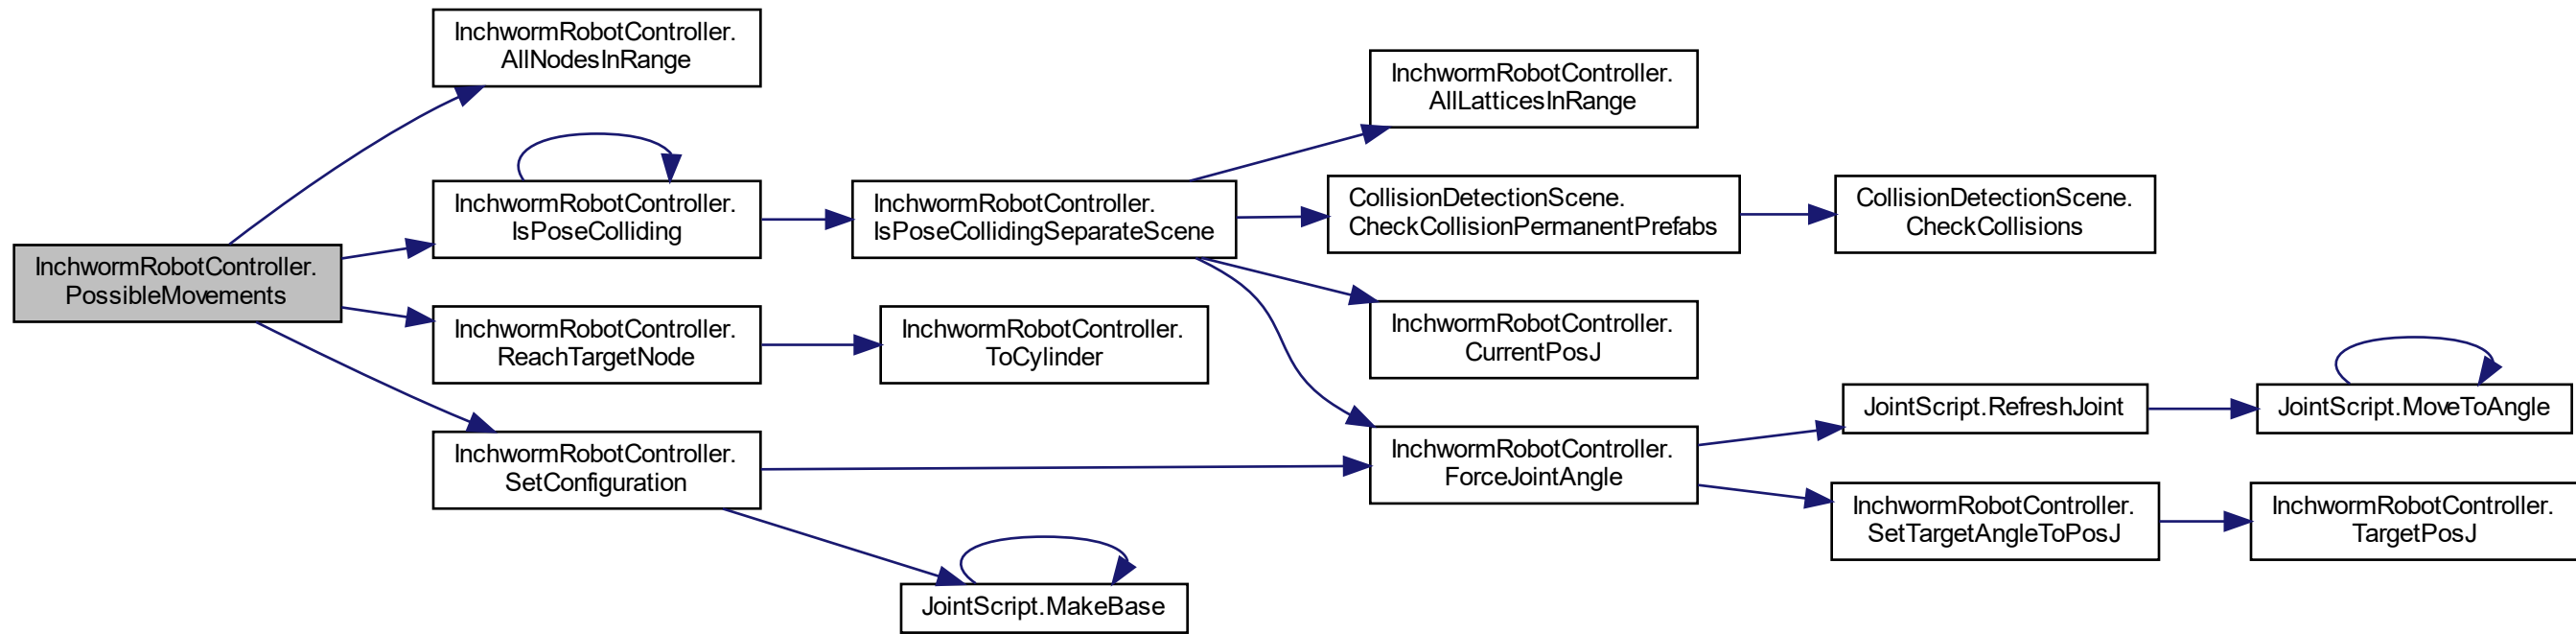 InchwormRobotController.
PossibleMovements
InchwormRobotController.
AllNodesInRange
InchwormRobotController.
IsPoseColliding
InchwormRobotController.
ReachTargetNode
InchwormRobotController.
SetConfiguration
InchwormRobotController.
IsPoseCollidingSeparateScene
InchwormRobotController.
ToCylinder
JointScript.MakeBase
InchwormRobotController.
AllLatticesInRange
CollisionDetectionScene.
CheckCollisionPermanentPrefabs
InchwormRobotController.
CurrentPosJ
InchwormRobotController.
ForceJointAngle
CollisionDetectionScene.
CheckCollisions
JointScript.RefreshJoint
InchwormRobotController.
SetTargetAngleToPosJ
JointScript.MoveToAngle
InchwormRobotController.
TargetPosJ